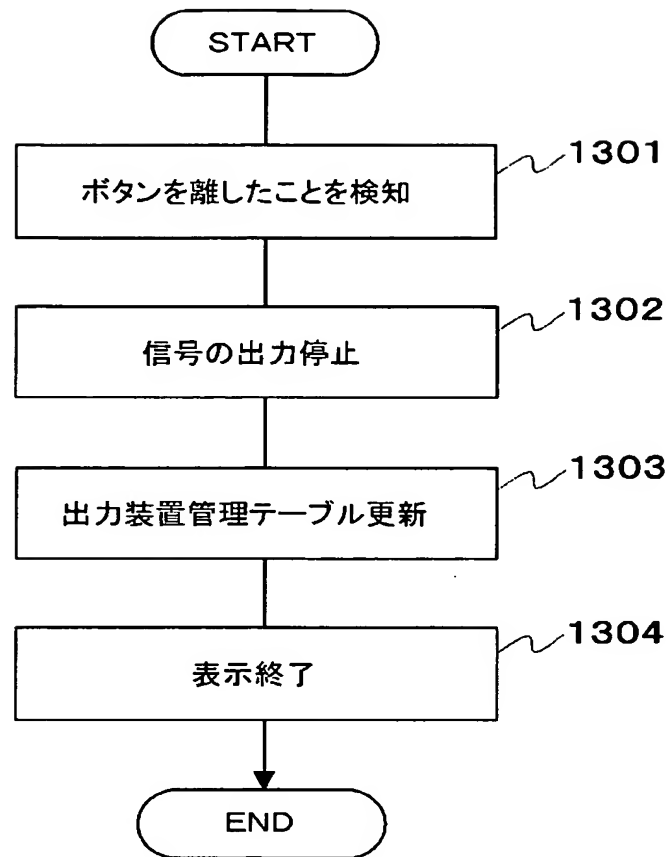 START
1301
ボタンを離したことを検知
1302
信号の出力停止
1303
出力装置管理テーブル更新
1304
表示終了
END